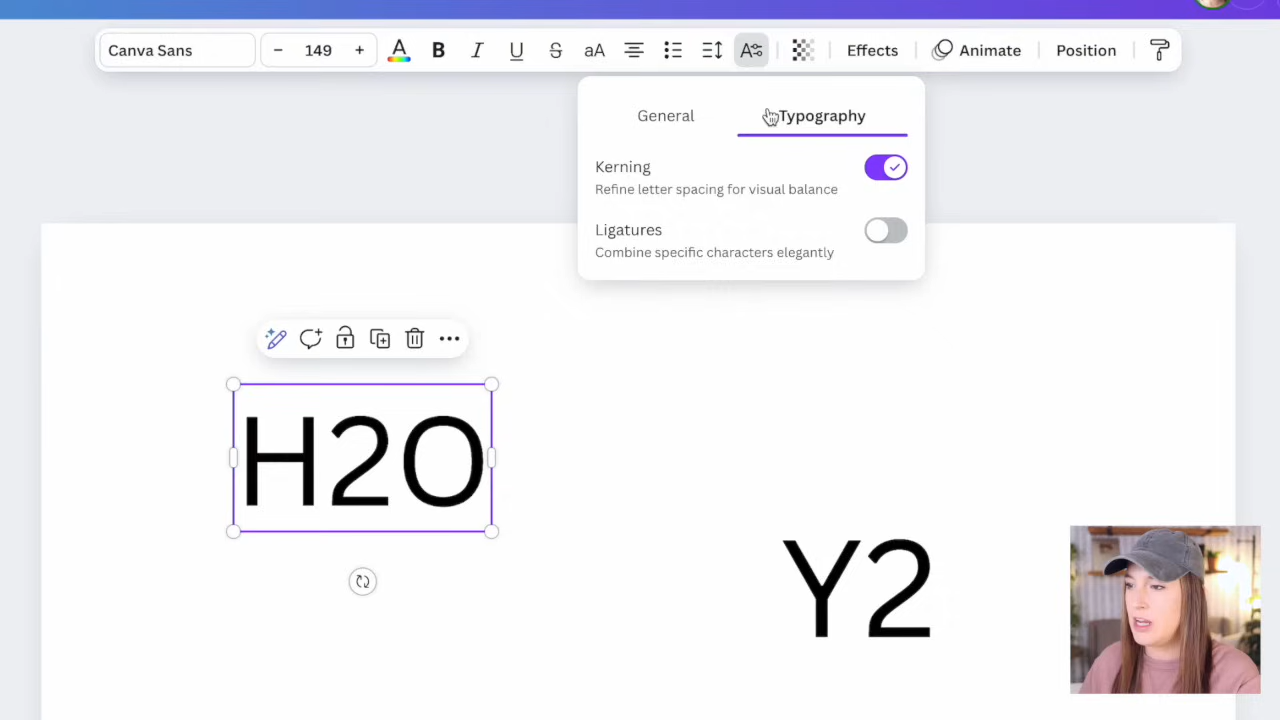 Canva Sans - 149 + A B I U S aA Effects Animate Position
General Typography
Kerning
Refine letter spacing for visual balance
Ligatures
Combine specific characters elegantly
H2O
Y2